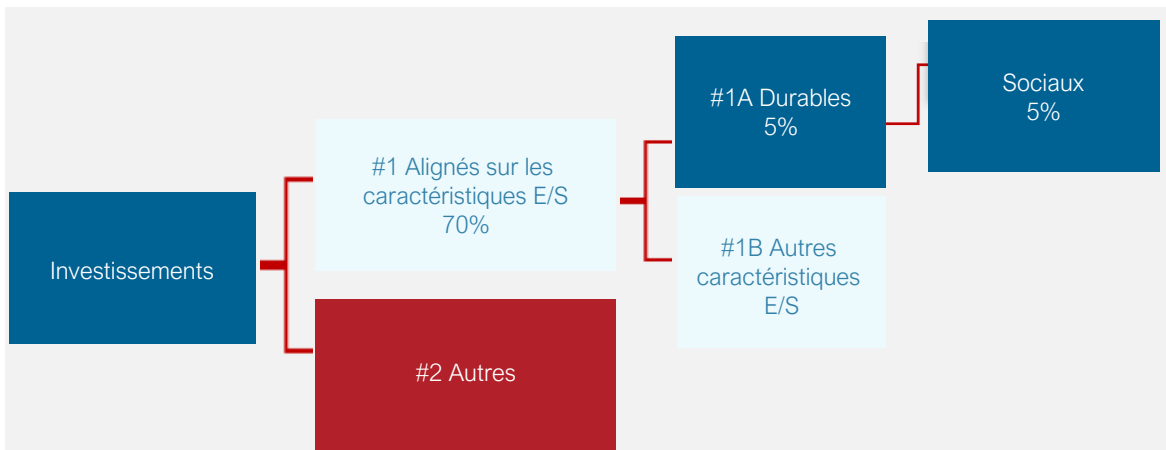 Investissements
#1 Alignés sur les
caractéristiques E/S
70%
#2 Autres
#1A Durables
5%
#1B Autres
caractéristiques
E/S
Sociaux
5%